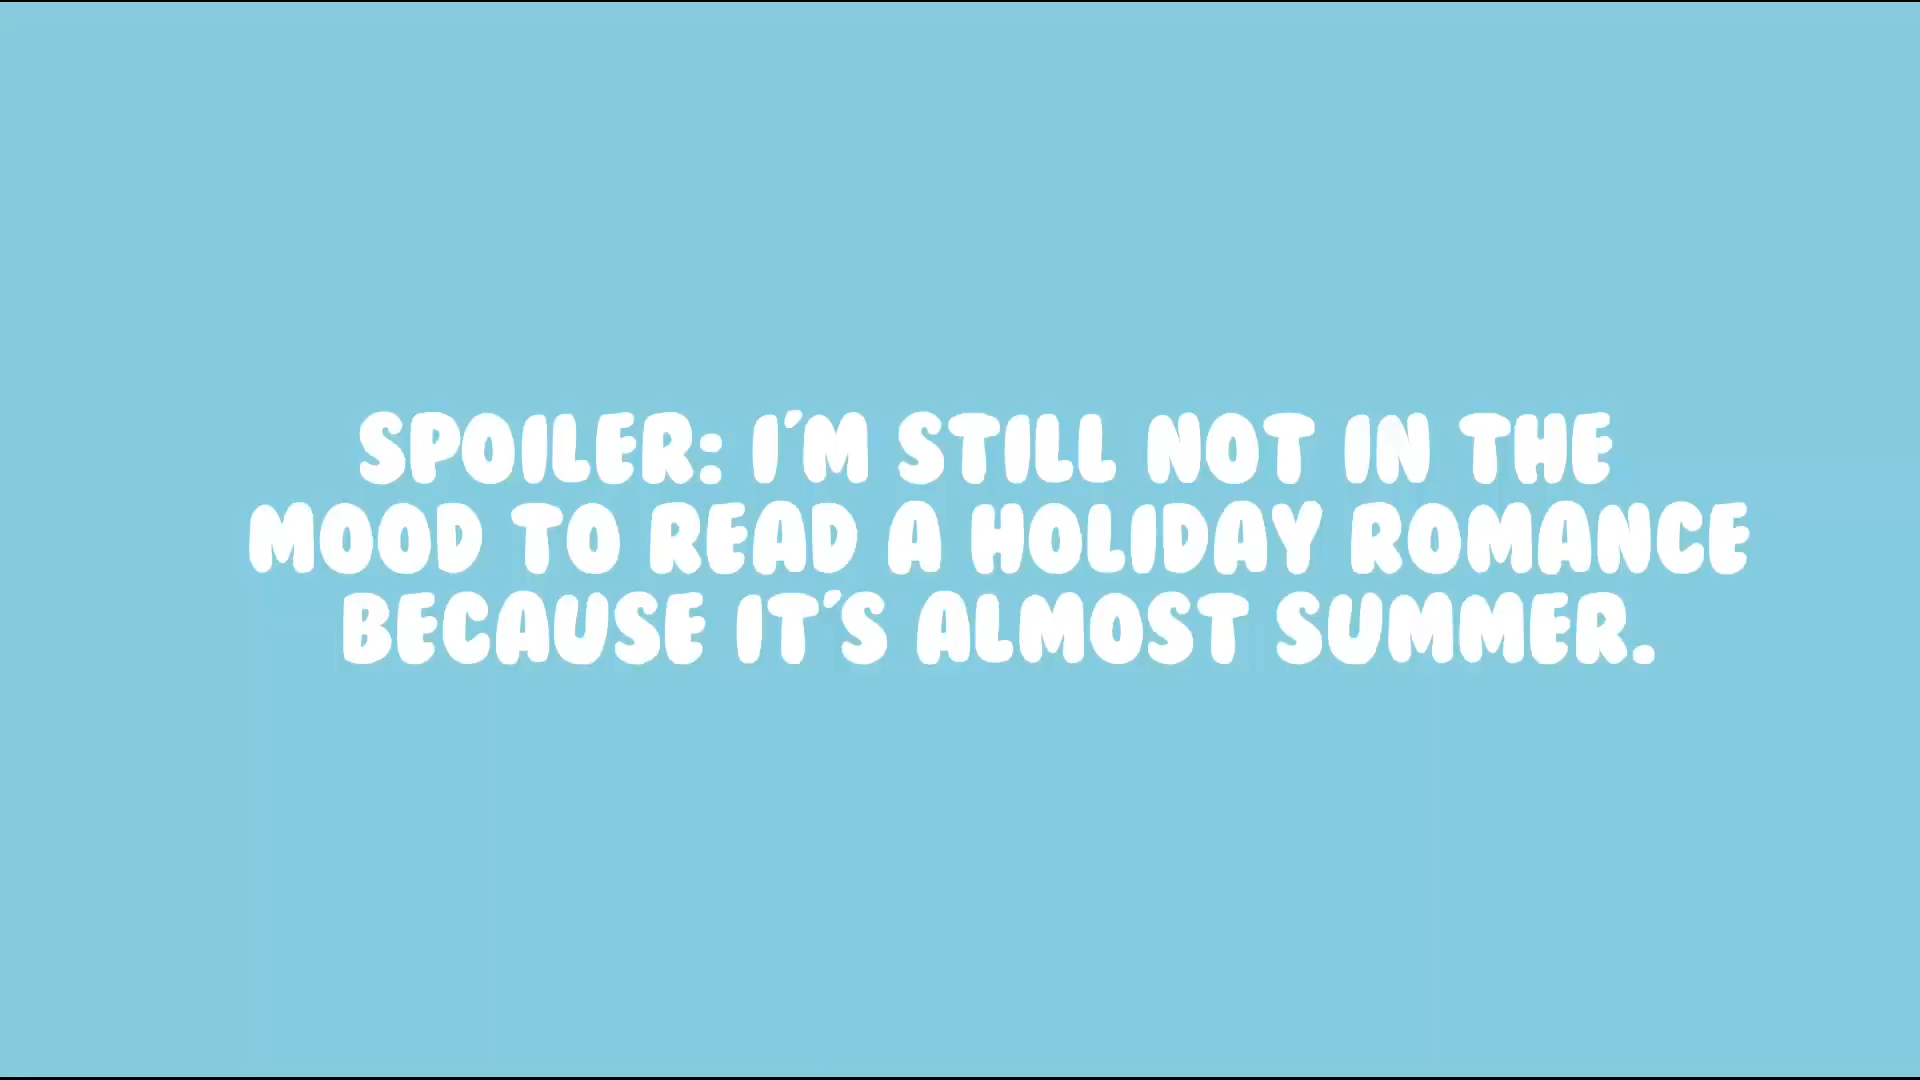 SPOILER: I'M STILL NOT IN THE
MOOD TO READ A HOLIDAY ROMANCE
BECAUSE IT'S ALMOST SUMMER.